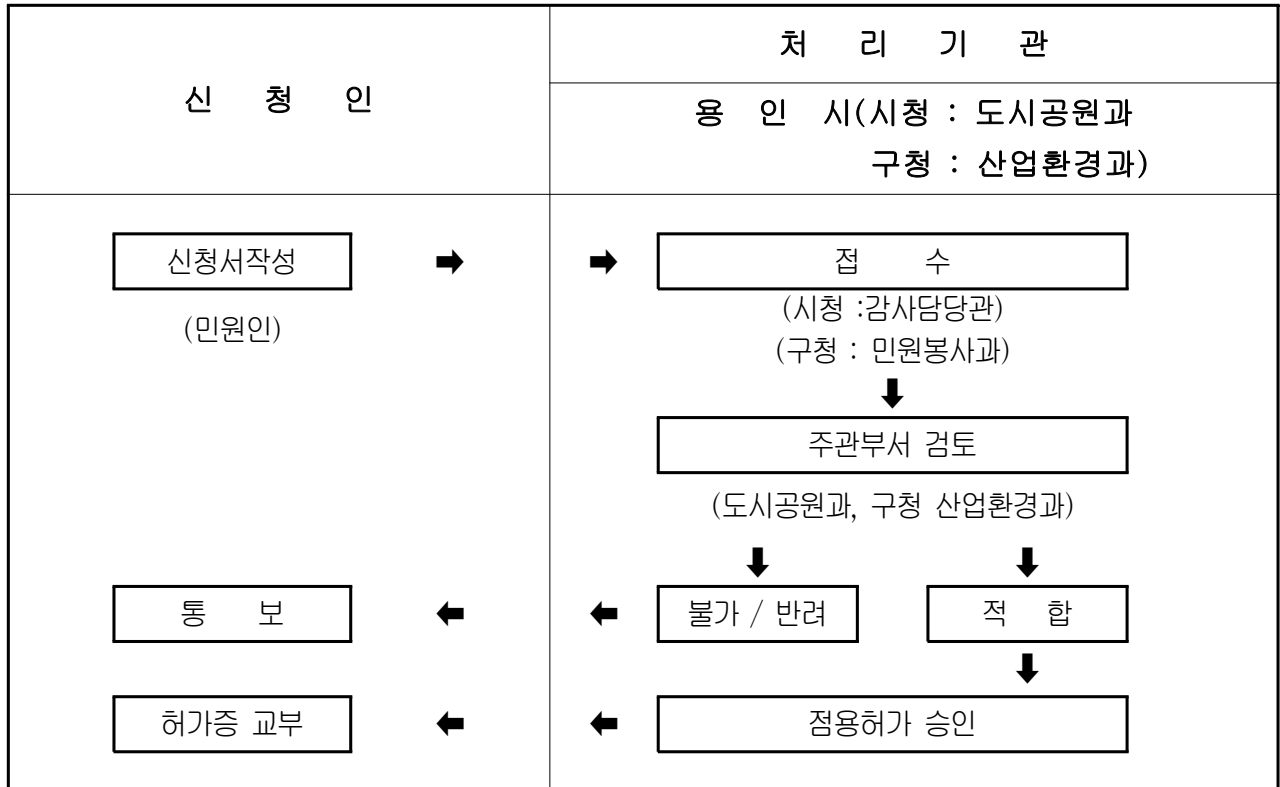 신 청 인
처 리 기 관
용 인 시(시청 : 도시공원과
구청 : 산업환경과)
신청서작성 ➡ ➡ 접 수
(민원인)
(시청 :감사담당관)
(구청 : 민원봉사과)
⬇
주관부서 검토
(도시공원과, 구청 산업환경과)
⬇ ⬇
통 보 ⬅ ⬅ 불가 / 반려 적 합
⬇
허가증 교부 ⬅ ⬅ 점용허가 승인